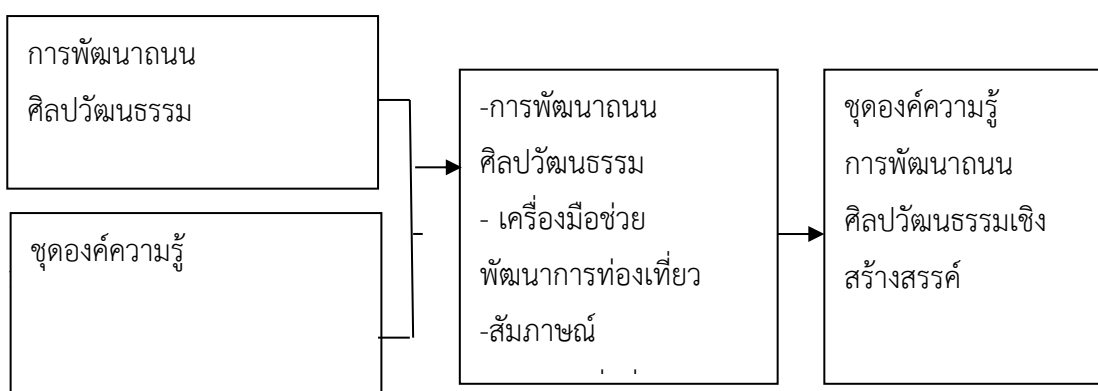 การพัฒนาถนน
ศิลปวัฒนธรรม
ชุดองค์ความรู้
-การพัฒนาถนน
ศิลปวัฒนธรรม
- เครื่องมือช่วย
พัฒนาการท่องเที่ยว
-สัมภาษณ์
ชุดองค์ความรู้
การพัฒนาถนน
ศิลปวัฒนธรรมเชิง
สร้างสรรค์